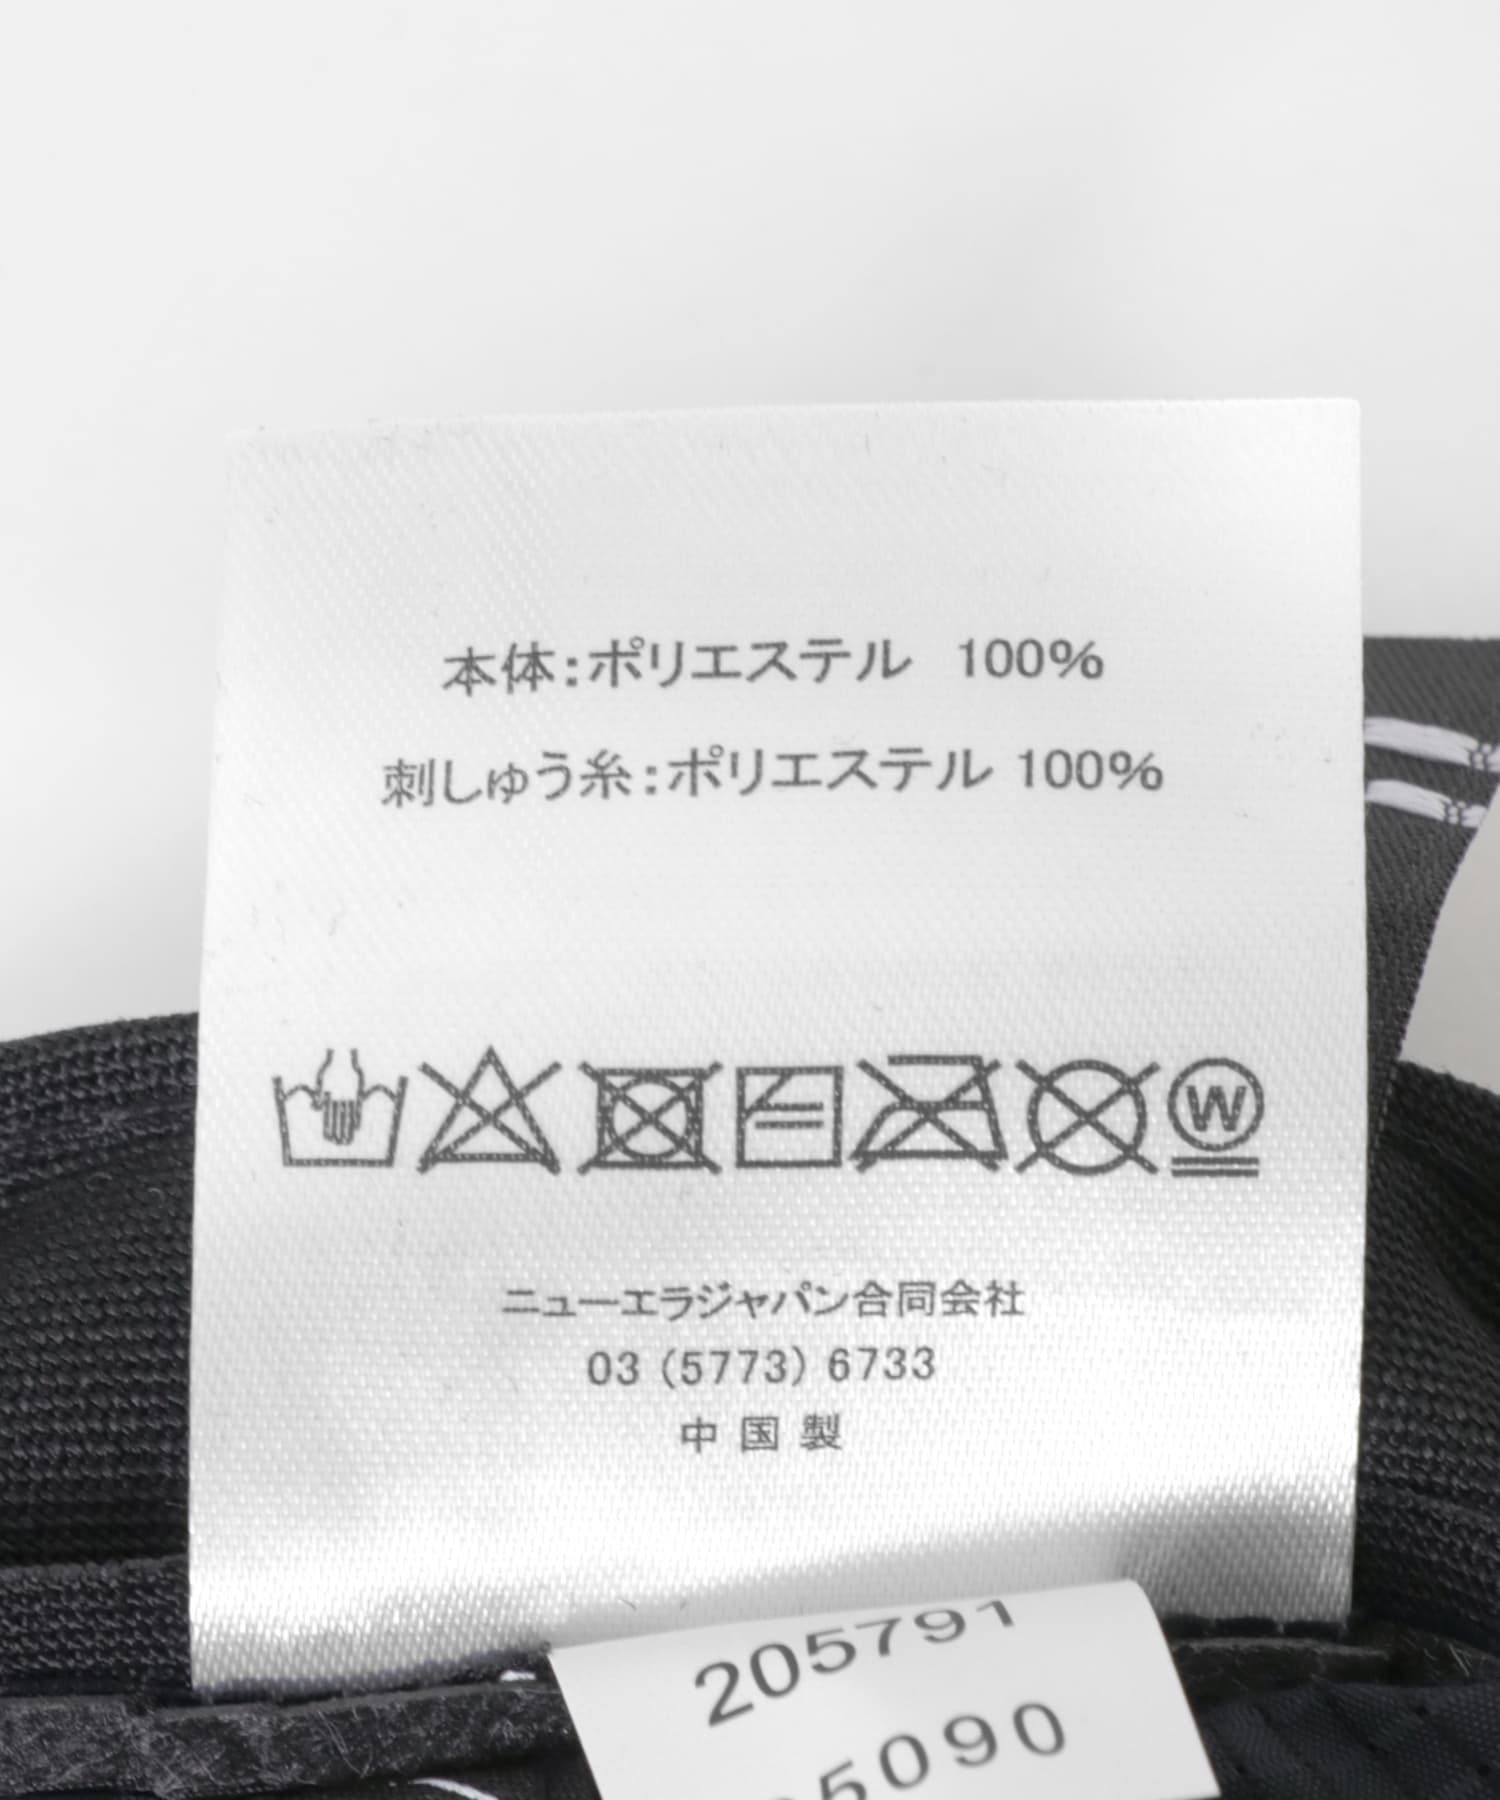 本体:ポリエステル 100%
刺しゅう糸:ポリエステル 100%
W
ニューエラジャパン合同会社
03 (5773) 6733
中国製
205791
5090